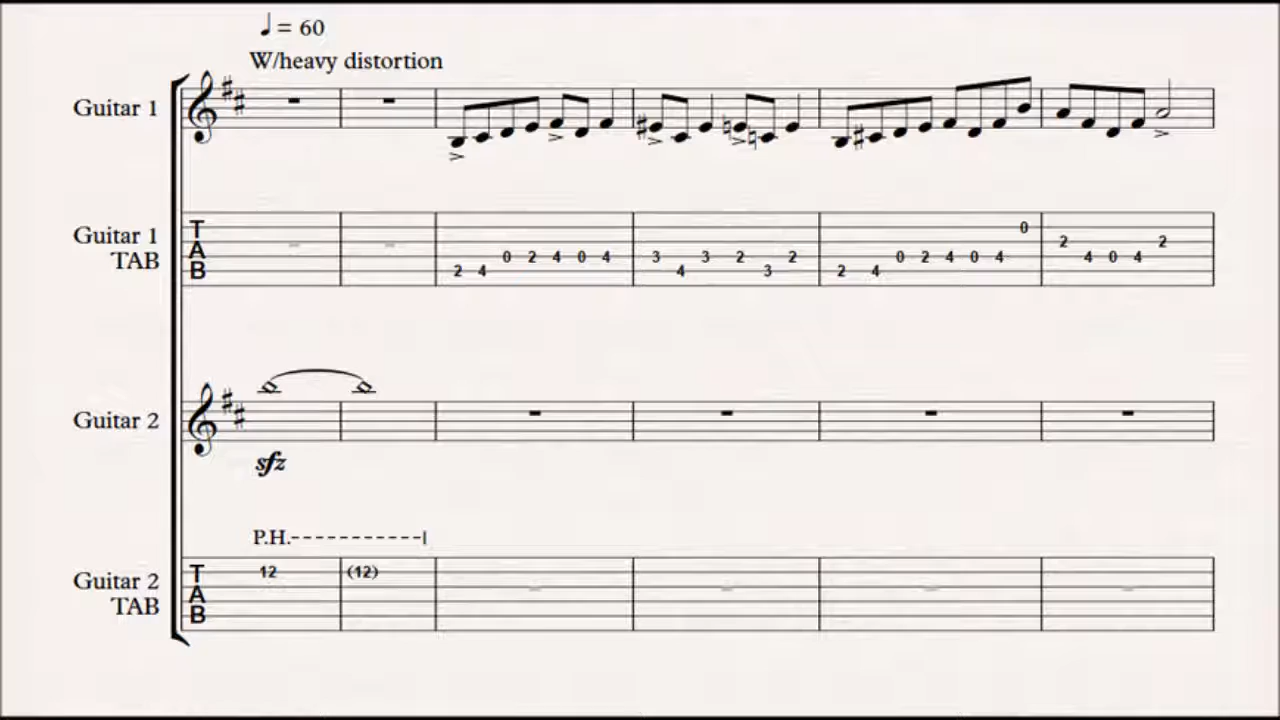 ♩ = 60
W/heavy distortion
Guitar 1
Guitar 1
TAB
T
A
B
2 4 0 2 4 0 4 3 4 3 2 3 2 2 4 0 2 4 0 4 0 2 4 0 4 2
Guitar 2
sfz
P.H.
Guitar 2
TAB
T
A
B
12 (12)